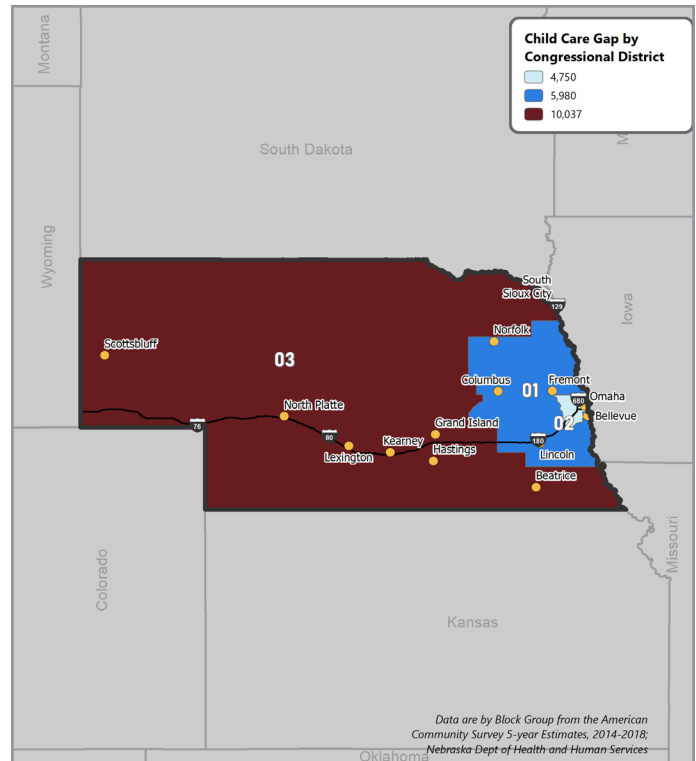 Child Care Gap by
Congressional District
4,750
5,980
10,037
Montana
M
South Dakota
Wyoming
South
Sioux City
129
Iowa
Norfolk
Scottsbluff
03
Columbus
01
Fremont
680
Omaha
02
Bellevue
North Platte
76
80
Grand Island
Kearney
180
Lexington
Hastings
Lincoln
Beatrice
Missouri
Colorado
Kansas
Data are by Block Group from the American
Community Survey 5-year Estimates, 2014-2018;
Nebraska Dept of Health and Human Services
Oklahoma